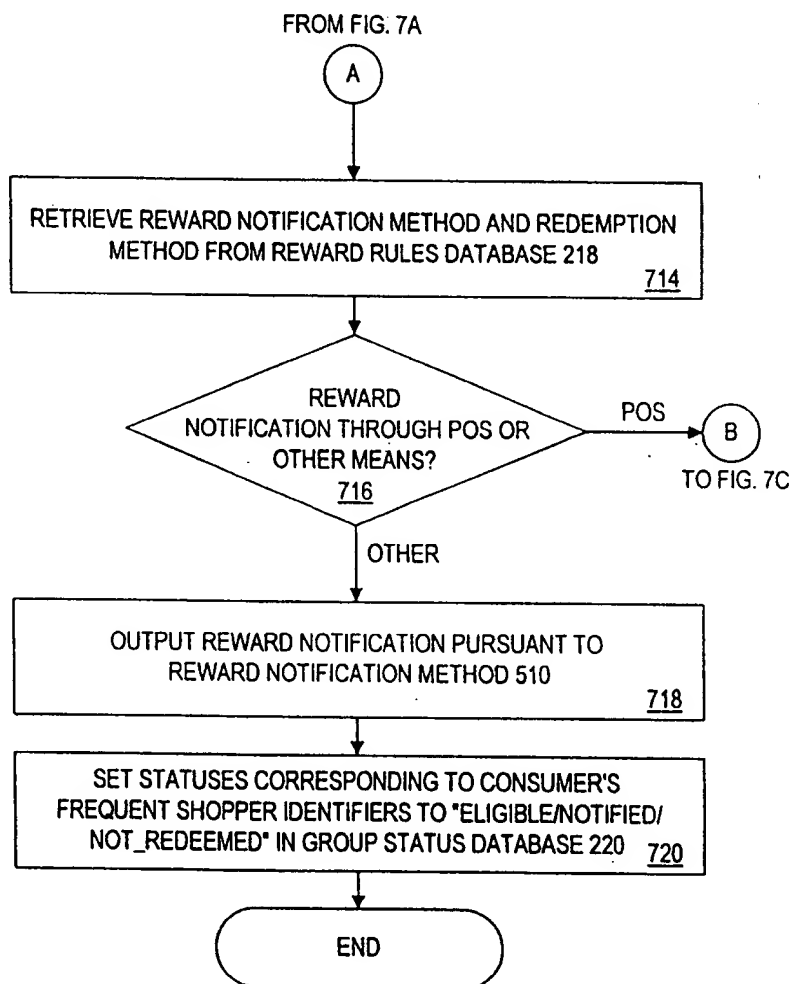 FROM FIG. 7A
A
RETRIEVE REWARD NOTIFICATION METHOD AND REDEMPTION
METHOD FROM REWARD RULES DATABASE 218
714
REWARD
NOTIFICATION THROUGH POS OR
OTHER MEANS?
716
POS
B
TO FIG. 7C
OTHER
OUTPUT REWARD NOTIFICATION PURSUANT TO
REWARD NOTIFICATION METHOD 510
718
SET STATUSES CORRESPONDING TO CONSUMER'S
FREQUENT SHOPPER IDENTIFIERS TO "ELIGIBLE/NOTIFIED/
NOT_REDEEMED" IN GROUP STATUS DATABASE 220
720
END